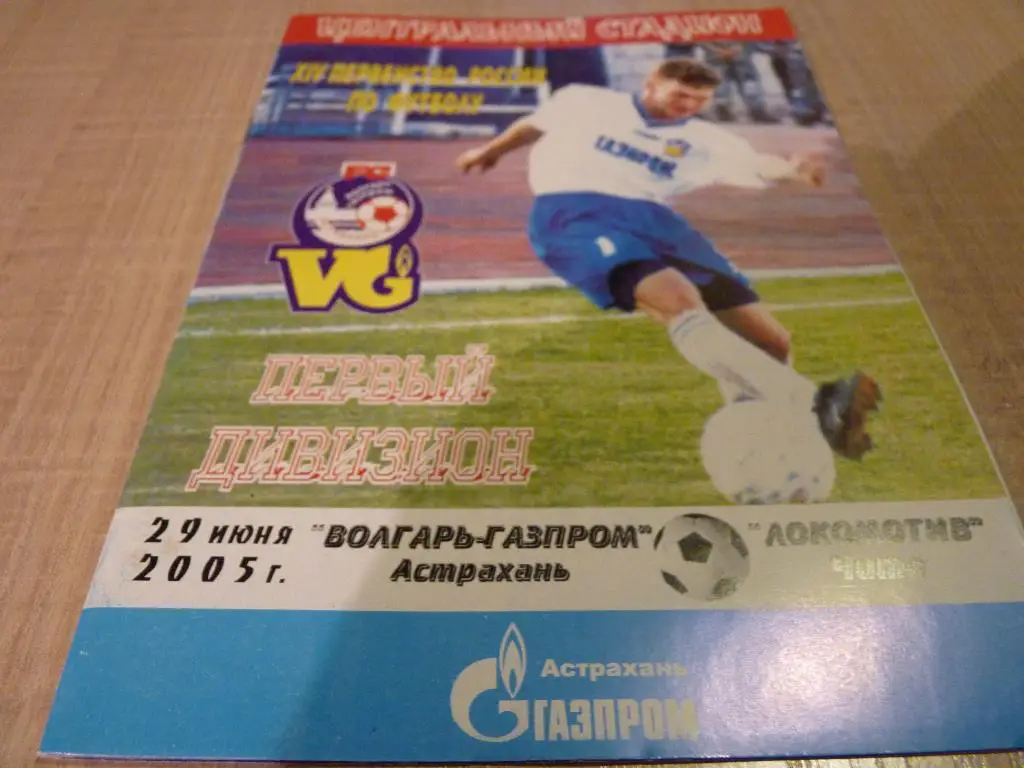 ЦЕНТРАЛЬНЫЙ СТАДИОН
XIV ПЕРВЕНСТВО РОССИИ
ПО ФУТБОЛУ
ГАЗПРОМ
VG
ПЕРВЫЙ
ДИВИЗИОН
29 июня "ВОЛГАРЬ-ГАЗПРОМ" "ЛОКОМОТИВ"
2005 г. Астрахань Чита
Астрахань
ГАЗПРОМ